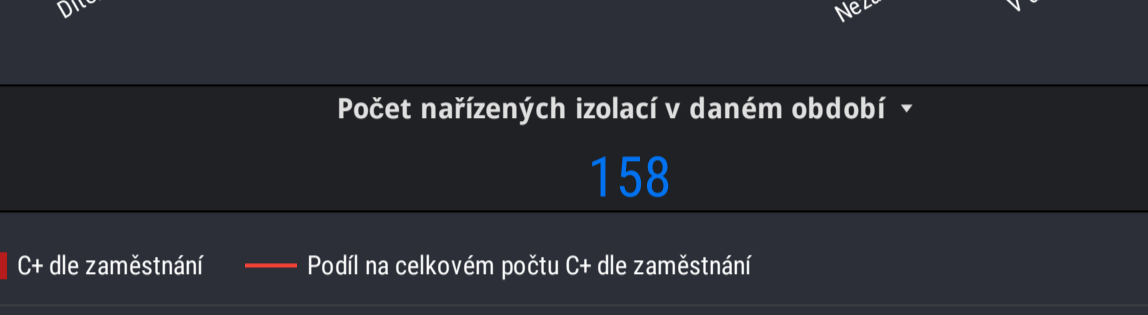 Počet nařízených izolací v daném období
158
C+ dle zaměstnání
Podíl na celkovém počtu C+ dle zaměstnání